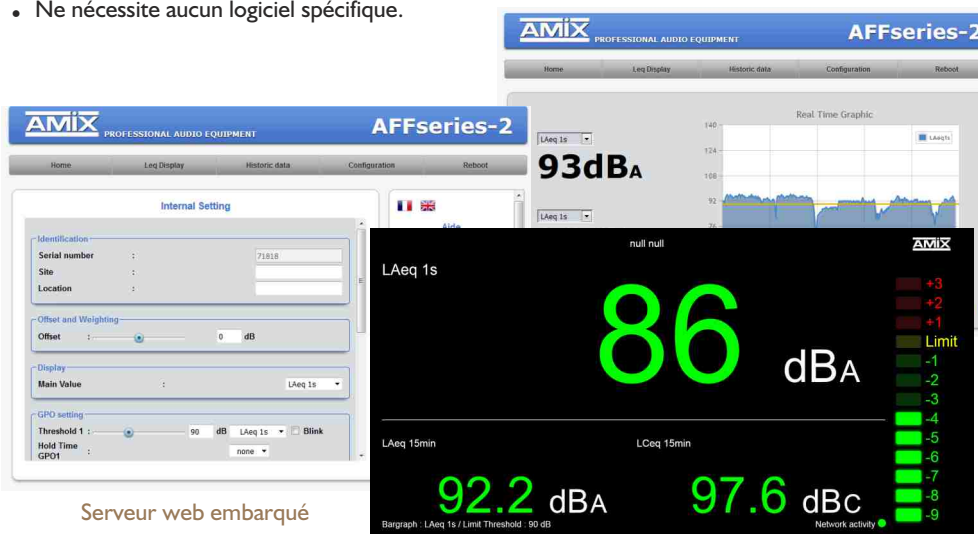 • Ne nécessite aucun logiciel spécifique.
AMIX PROFESSIONAL AUDIO EQUIPMENT
AFFseries-2
Home Leq Display Historic data Configuration Reboot
Real Time Graphic
LAeq 1s
93dBA
LAeq 1s
140
124
108
92
76
LAeq1s
AMIX PROFESSIONAL AUDIO EQUIPMENT
AFFseries-2
Home Leq Display Historic data Configuration Reboot
Internal Setting
Aide
Identification
Serial number : 71818
Site :
Location :
Offset and Weighting
Offset : 0 dB
Display
Main Value : LAeq 1s
GPO setting
Threshold 1 : 90 dB LAeq 1s Blink
Hold Time
GPO1 : none
null null
AMIX
LAeq 1s
86 dBA
+3
+2
+1
Limit
-1
-2
-3
-4
-5
-6
-7
-8
-9
LAeq 15min
LCeq 15min
92.2 dBA
97.6 dBC
Bargraph : LAeq 1s / Limit Threshold : 90 dB
Network activity
Serveur web embarqué